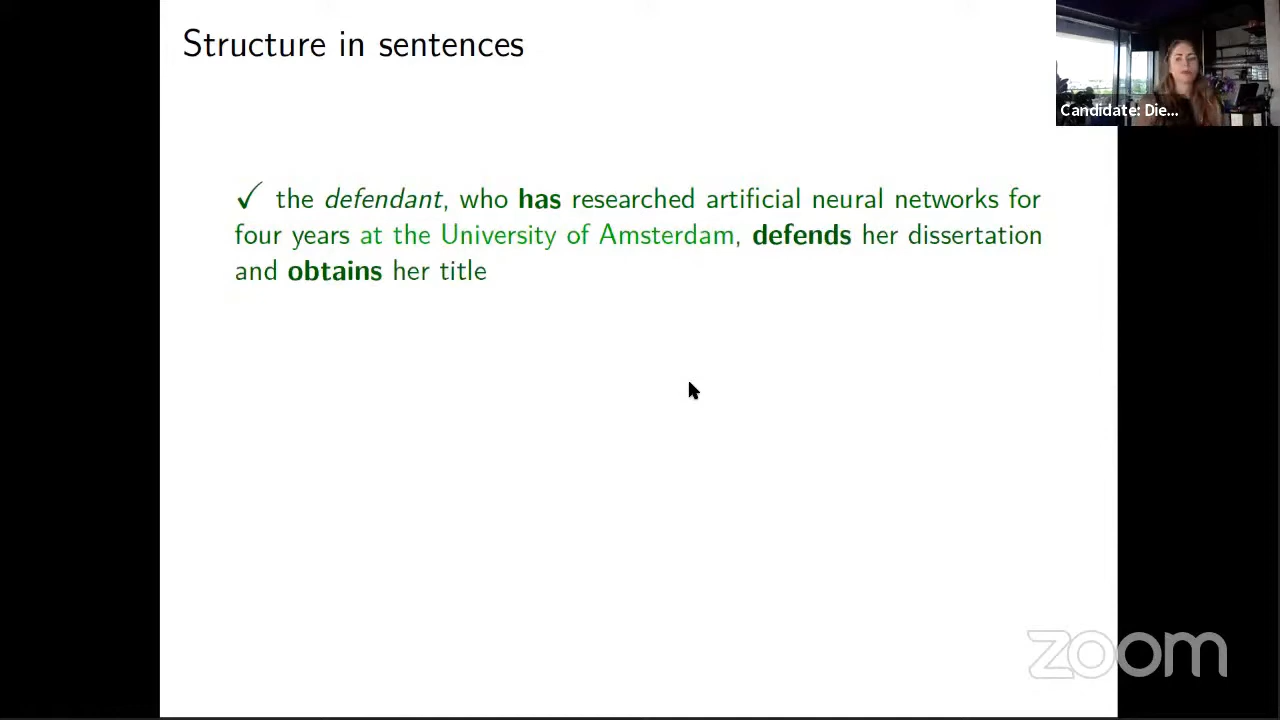 Structure in sentences
Candidate: Die...
✓ the defendant, who has researched artificial neural networks for
four years at the University of Amsterdam, defends her dissertation
and obtains her title
zoom